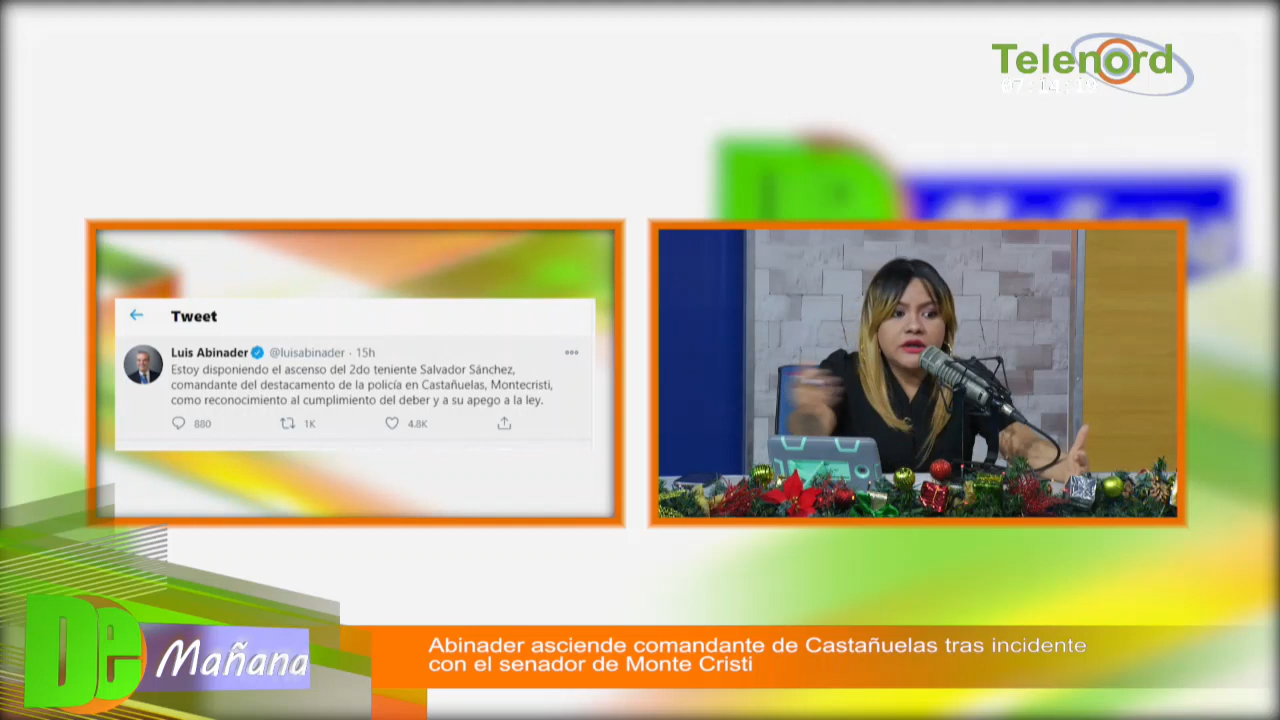 Telenord
Tweet
Luis Abinader @luisabinader · 15h
Estoy disponiendo el ascenso del 2do teniente Salvador Sánchez,
comandante del destacamento de la policía en Castañuelas, Montecristi,
como reconocimiento al cumplimiento del deber y a su apego a la ley.
880 1K 4.8K
De
Mañana
Abinader asciende comandante de Castañuelas tras incidente
con el senador de Monte Cristi